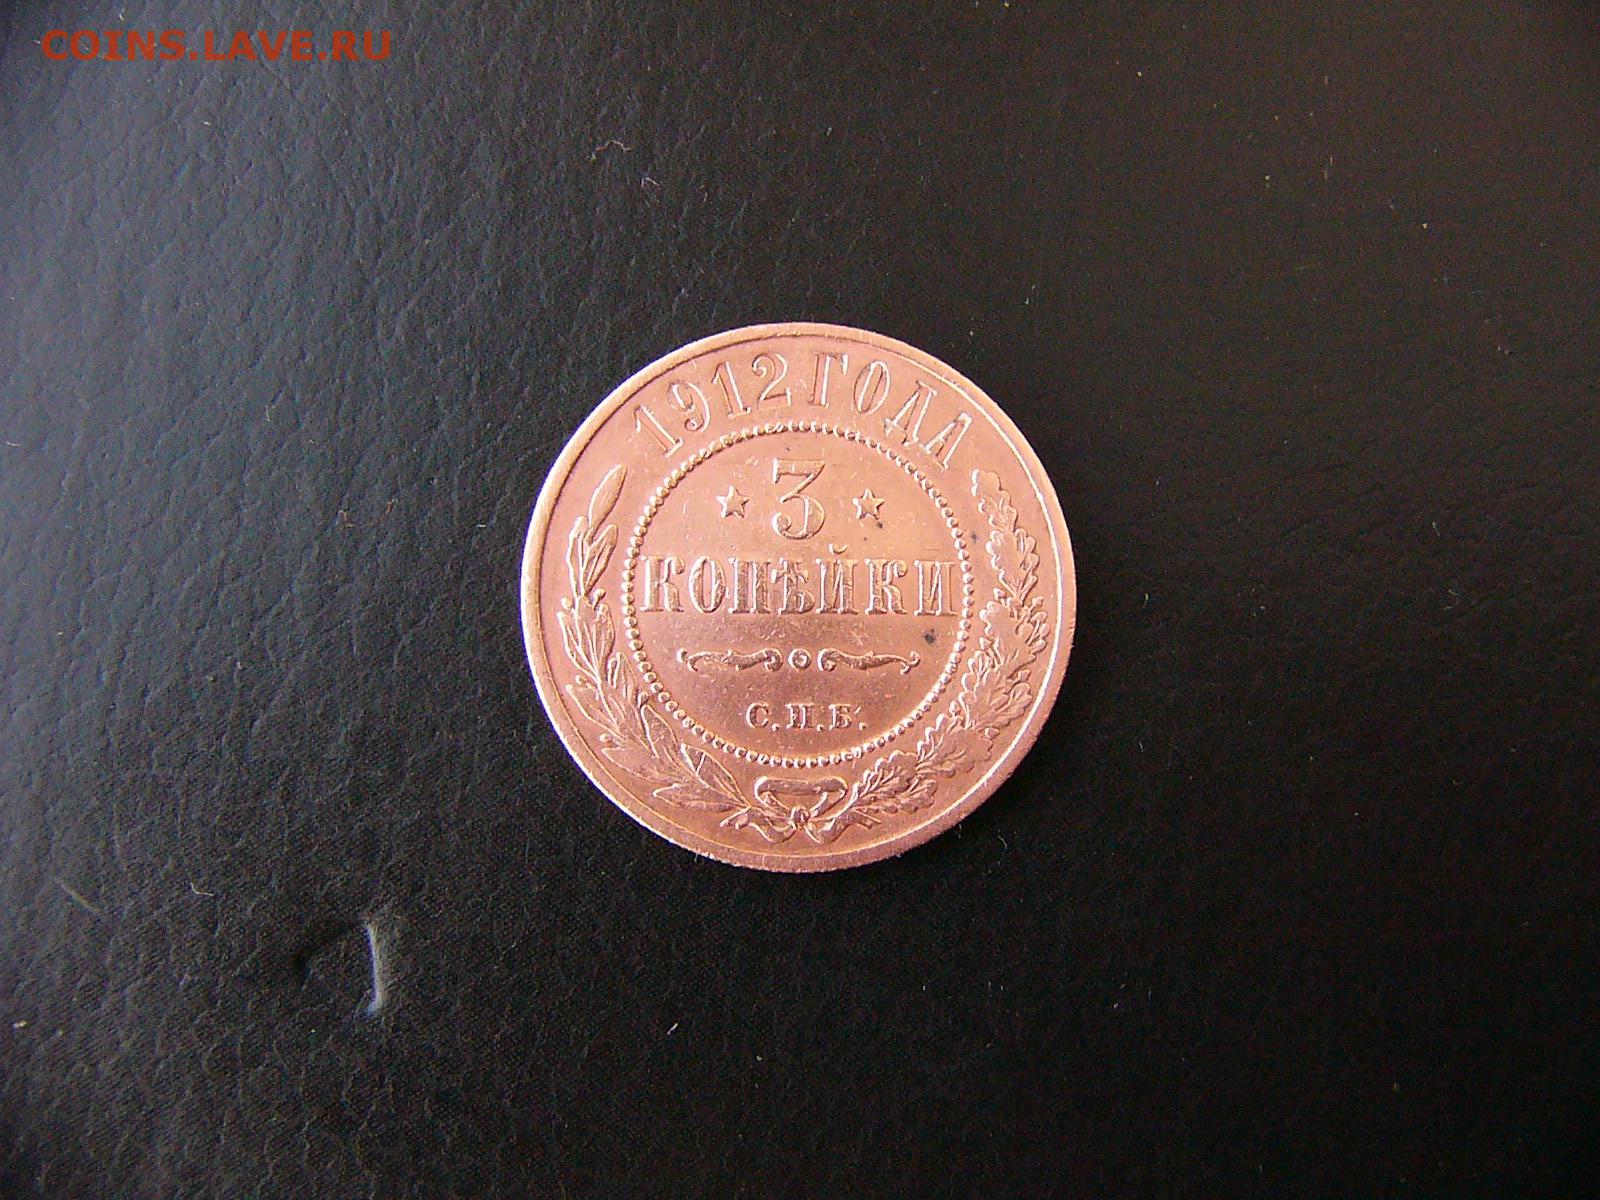 COINS.LAVE.RU
1912 ГОДА
3
КОПѢЙКИ
С.П.Б.